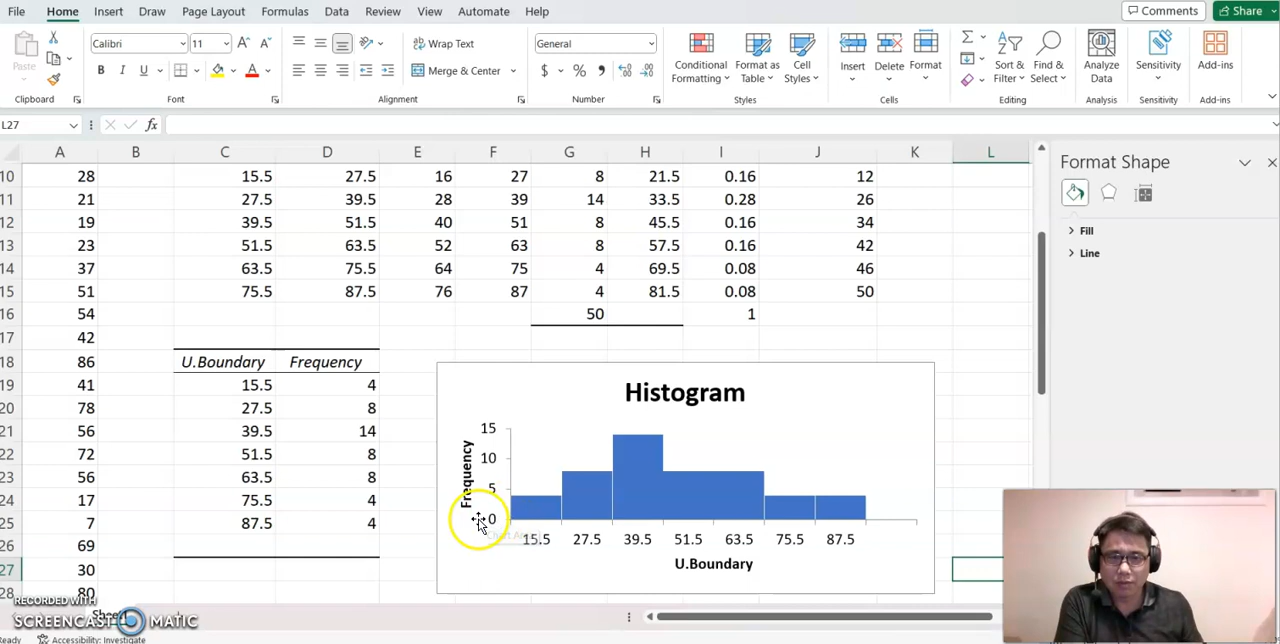 File Home Insert Draw Page Layout Formulas Data Review View Automate Help Comments Share
Calibri 11 Wrap Text General
Paste B I U A Merge & Center $ % Conditional Formatting Format as Table Cell Styles Insert Delete Format Sort & Filter Find & Select Analyze Data Sensitivity Add-ins
Clipboard Font Alignment Number Styles Cells Editing Analysis Sensitivity Add-ins
L27 fx
A B C D E F G H I J K L
10 28 15.5 27.5 16 27 8 21.5 0.16 12
11 21 27.5 39.5 28 39 14 33.5 0.28 26
12 19 39.5 51.5 40 51 8 45.5 0.16 34
13 23 51.5 63.5 52 63 8 57.5 0.16 42
14 37 63.5 75.5 64 75 4 69.5 0.08 46
15 51 75.5 87.5 76 87 4 81.5 0.08 50
16 54 50 1
17 42
18 86 U.Boundary Frequency
19 41 15.5 4
20 78 27.5 8
21 56 39.5 14
22 72 51.5 8
23 56 63.5 8
24 17 75.5 4
25 7 87.5 4
26 69
27 30
28 80
Histogram
Frequency
15
10
5
0
15.5 27.5 39.5 51.5 63.5 75.5 87.5
U.Boundary
Format Shape
Fill
Line
RECORDED WITH
SCREENCAST MATIC
Ready Accessibility: Investigate